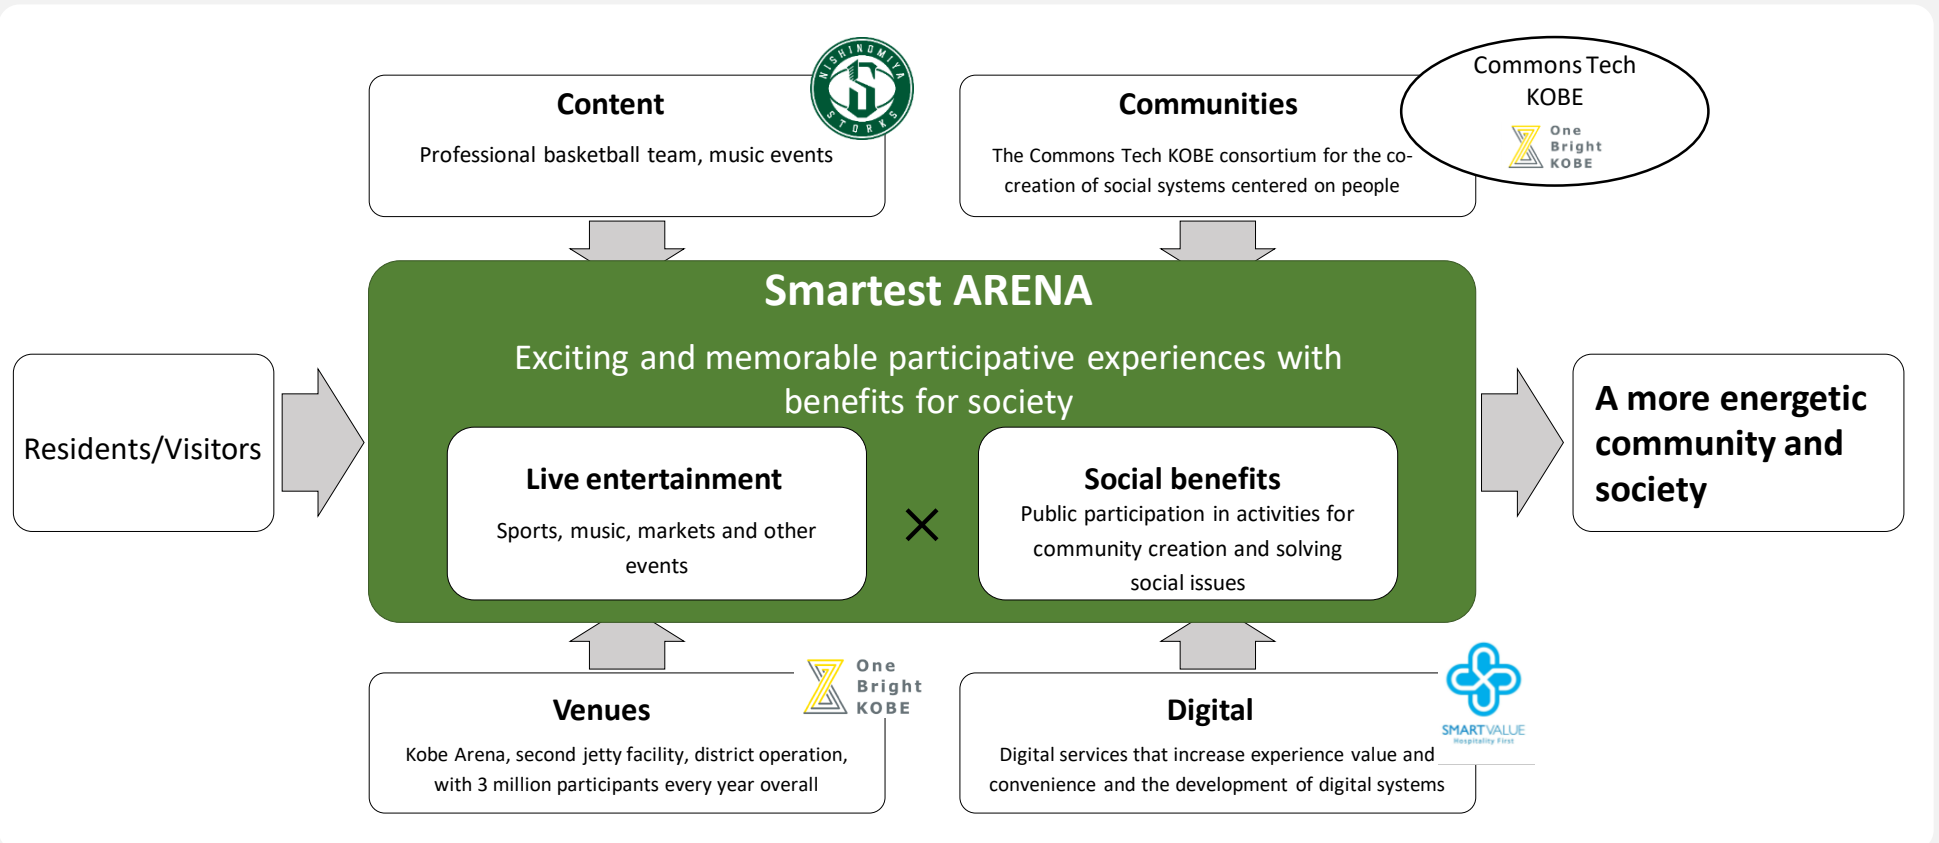 Content
Professional basketball team, music events
NISHINOMIYA
S
STORKS
Communities
The Commons Tech KOBE consortium for the co-
creation of social systems centered on people
Commons Tech
KOBE
One
Bright
KOBE
Smartest ARENA
Exciting and memorable participative experiences with
benefits for society
Residents/Visitors
Live entertainment
Sports, music, markets and other
events
×
Social benefits
Public participation in activities for
community creation and solving
social issues
A more energetic
community and
society
Venues
Kobe Arena, second jetty facility, district operation,
with 3 million participants every year overall
One
Bright
KOBE
Digital
Digital services that increase experience value and
convenience and the development of digital systems
SMARTVALUE
Hospitality First